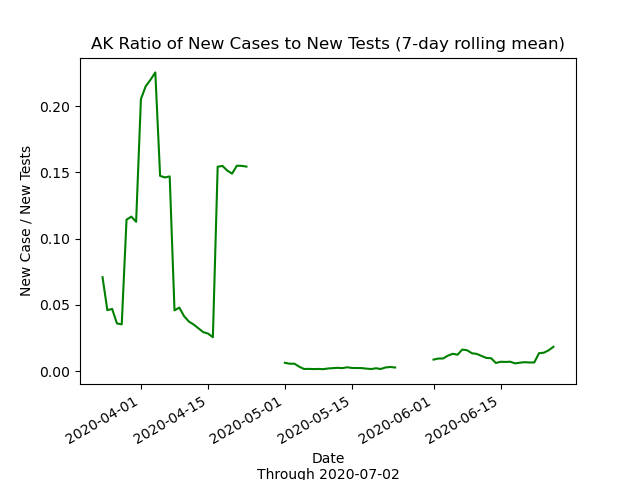 AK Ratio of New Cases to New Tests (7-day rolling mean)
New Case / New Tests
0.20
0.15
0.10
0.05
0.00
2020-04-01
2020-04-15
2020-05-01
2020-05-15
2020-06-01
2020-06-15
Date
Through 2020-07-02